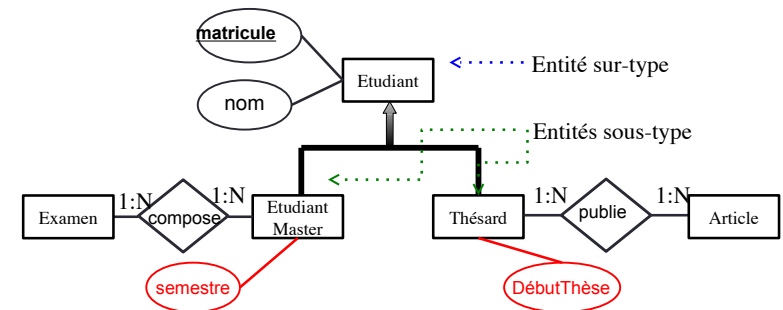 matricule
Etudiant
Entité sur-type
nom
Entités sous-type
Examen
1:N
compose
1:N
Etudiant
Master
Thésard
1:N
publie
1:N
Article
semestre
DébutThèse